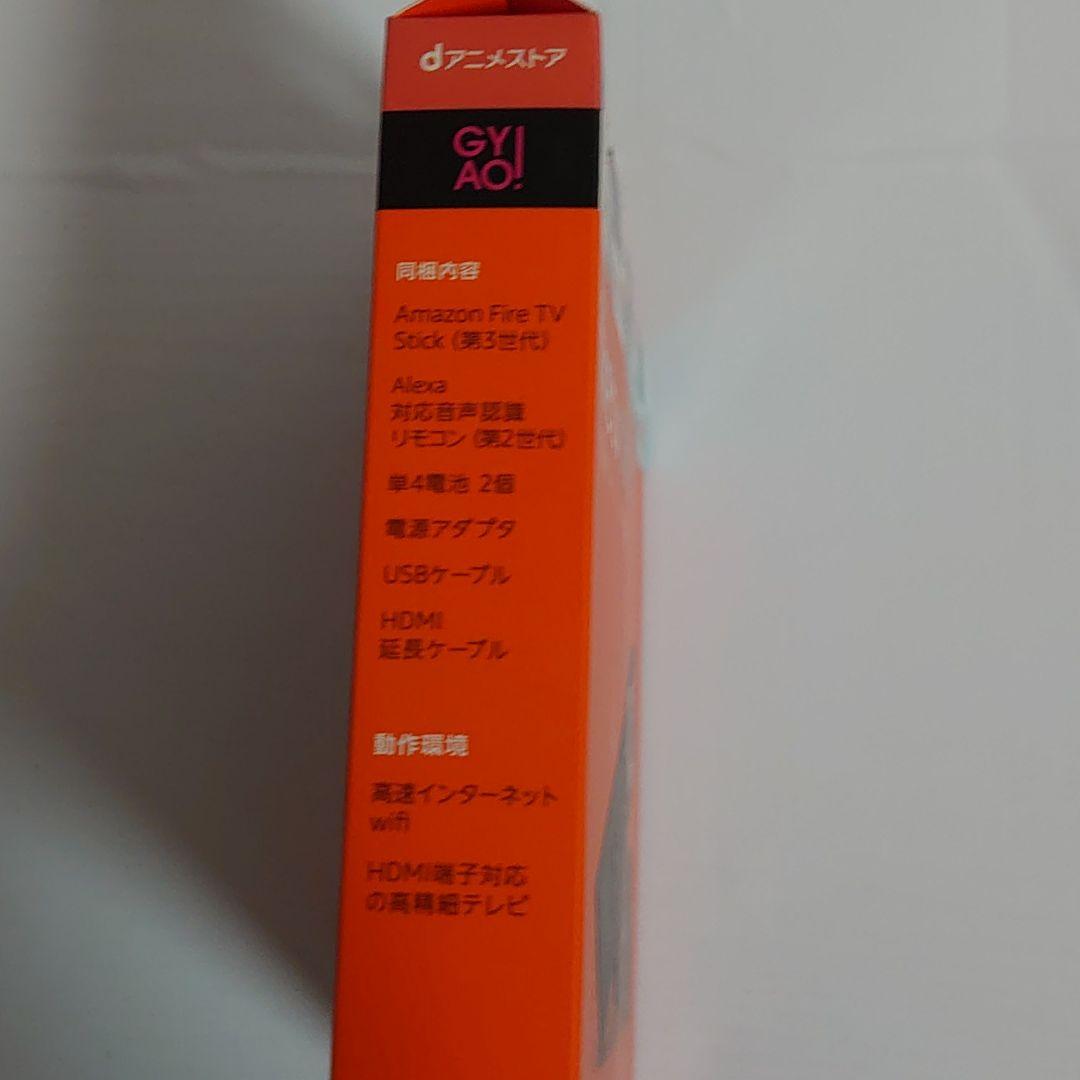 dアニメストア
GY
AO!
同梱内容
Amazon Fire TV
Stick (第3世代)
Alexa
対応音声認識
リモコン (第2世代)
単4電池 2個
電源アダプタ
USBケーブル
HDMI
延長ケーブル
動作環境
高速インターネット
wifi
HDMI端子対応
の高精細テレビ